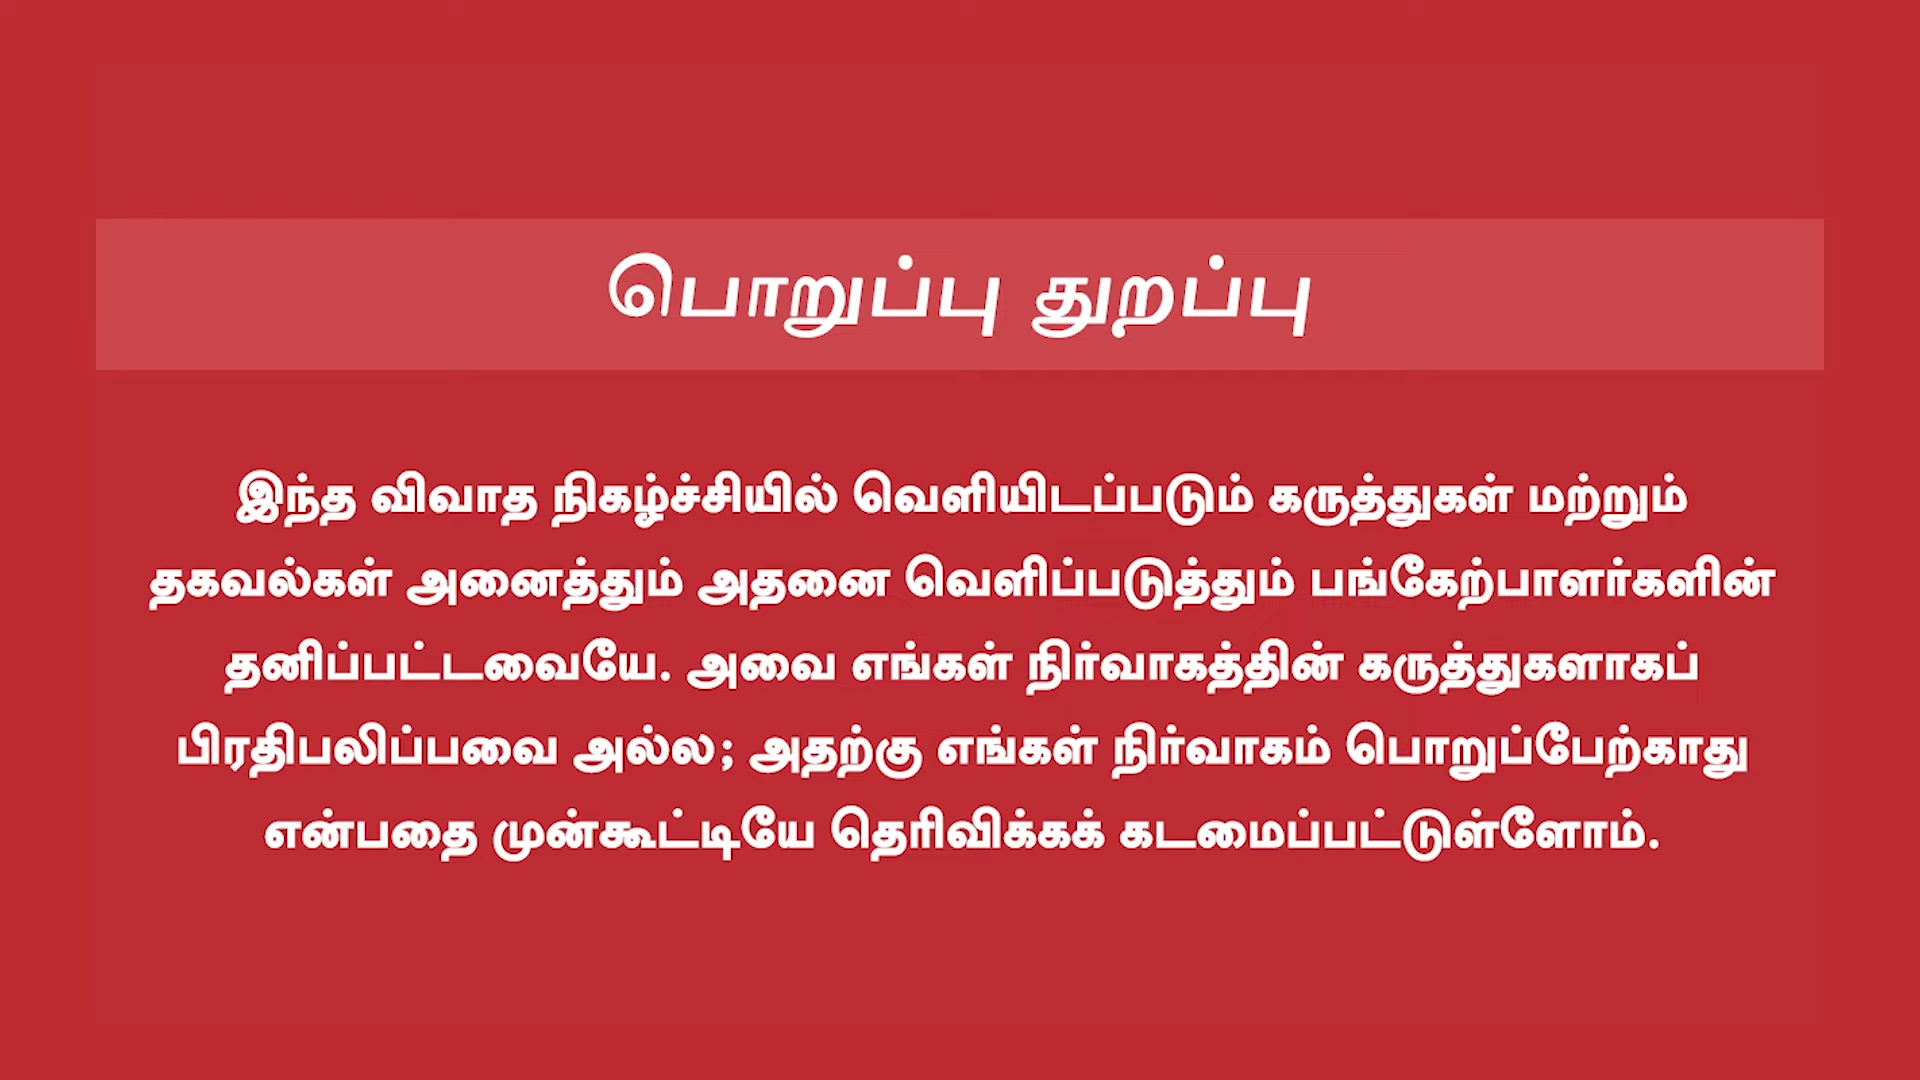 பொறுப்பு துறப்பு
இந்த விவாத நிகழ்ச்சியில் வெளியிடப்படும் கருத்துகள் மற்றும்
தகவல்கள் அனைத்தும் அதனை வெளிப்படுத்தும் பங்கேற்பாளர்களின்
தனிப்பட்டவையே. அவை எங்கள் நிர்வாகத்தின் கருத்துகளாகப்
பிரதிபலிப்பவை அல்ல; அதற்கு எங்கள் நிர்வாகம் பொறுப்பேற்காது
என்பதை முன்கூட்டியே தெரிவிக்கக் கடமைப்பட்டுள்ளோம்.